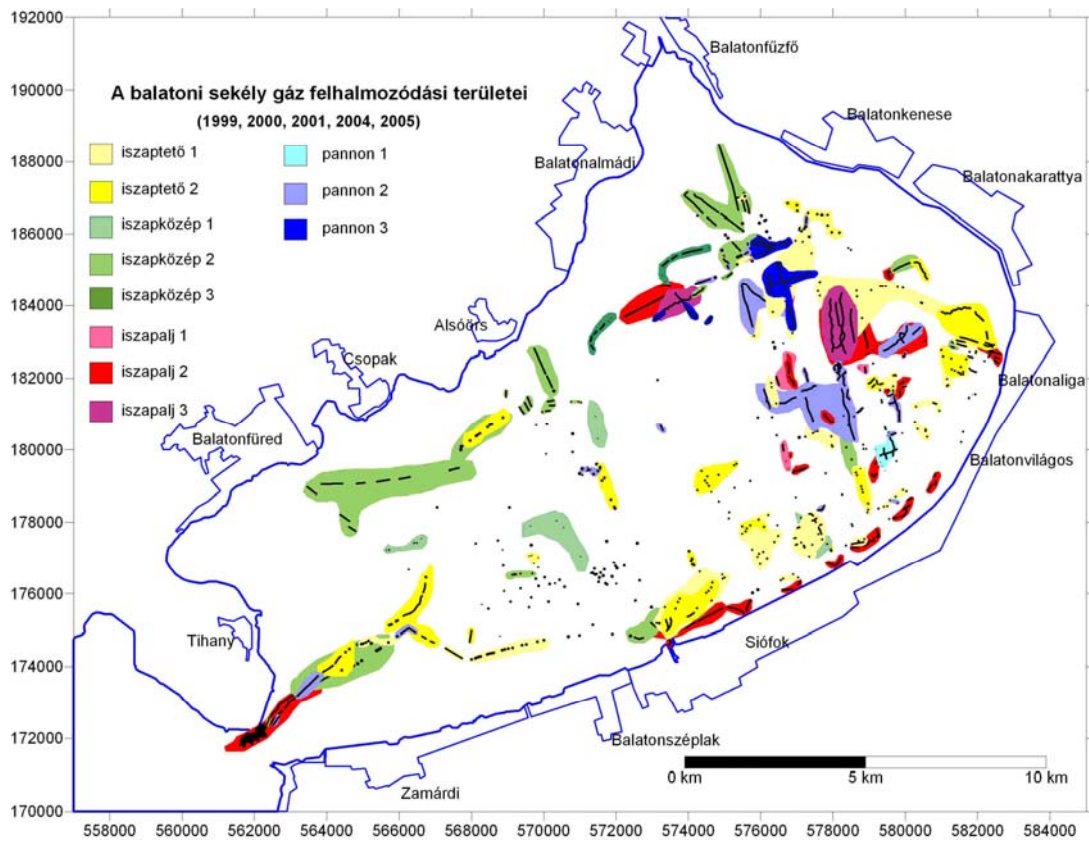 192000
190000
188000
186000
184000
182000
180000
178000
176000
174000
172000
170000
A balatoni sekély gáz felhalmozódási területei
(1999, 2000, 2001, 2004, 2005)
iszaptető 1
iszaptető 2
iszapközép 1
iszapközép 2
iszapközép 3
iszapalj 1
iszapalj 2
iszapalj 3
pannon 1
pannon 2
pannon 3
Balatonfűzfő
Balatonkenese
Balatonalmádi
Balatonakarattya
Alsóörs
Csopak
Balatonaliga
Balatonfüred
Balatonvilágos
Tihany
Siófok
Balatonszéplak
Zamárdi
0 km
5 km
10 km
558000 560000 562000 564000 566000 568000 570000 572000 574000 576000 578000 580000 582000 584000